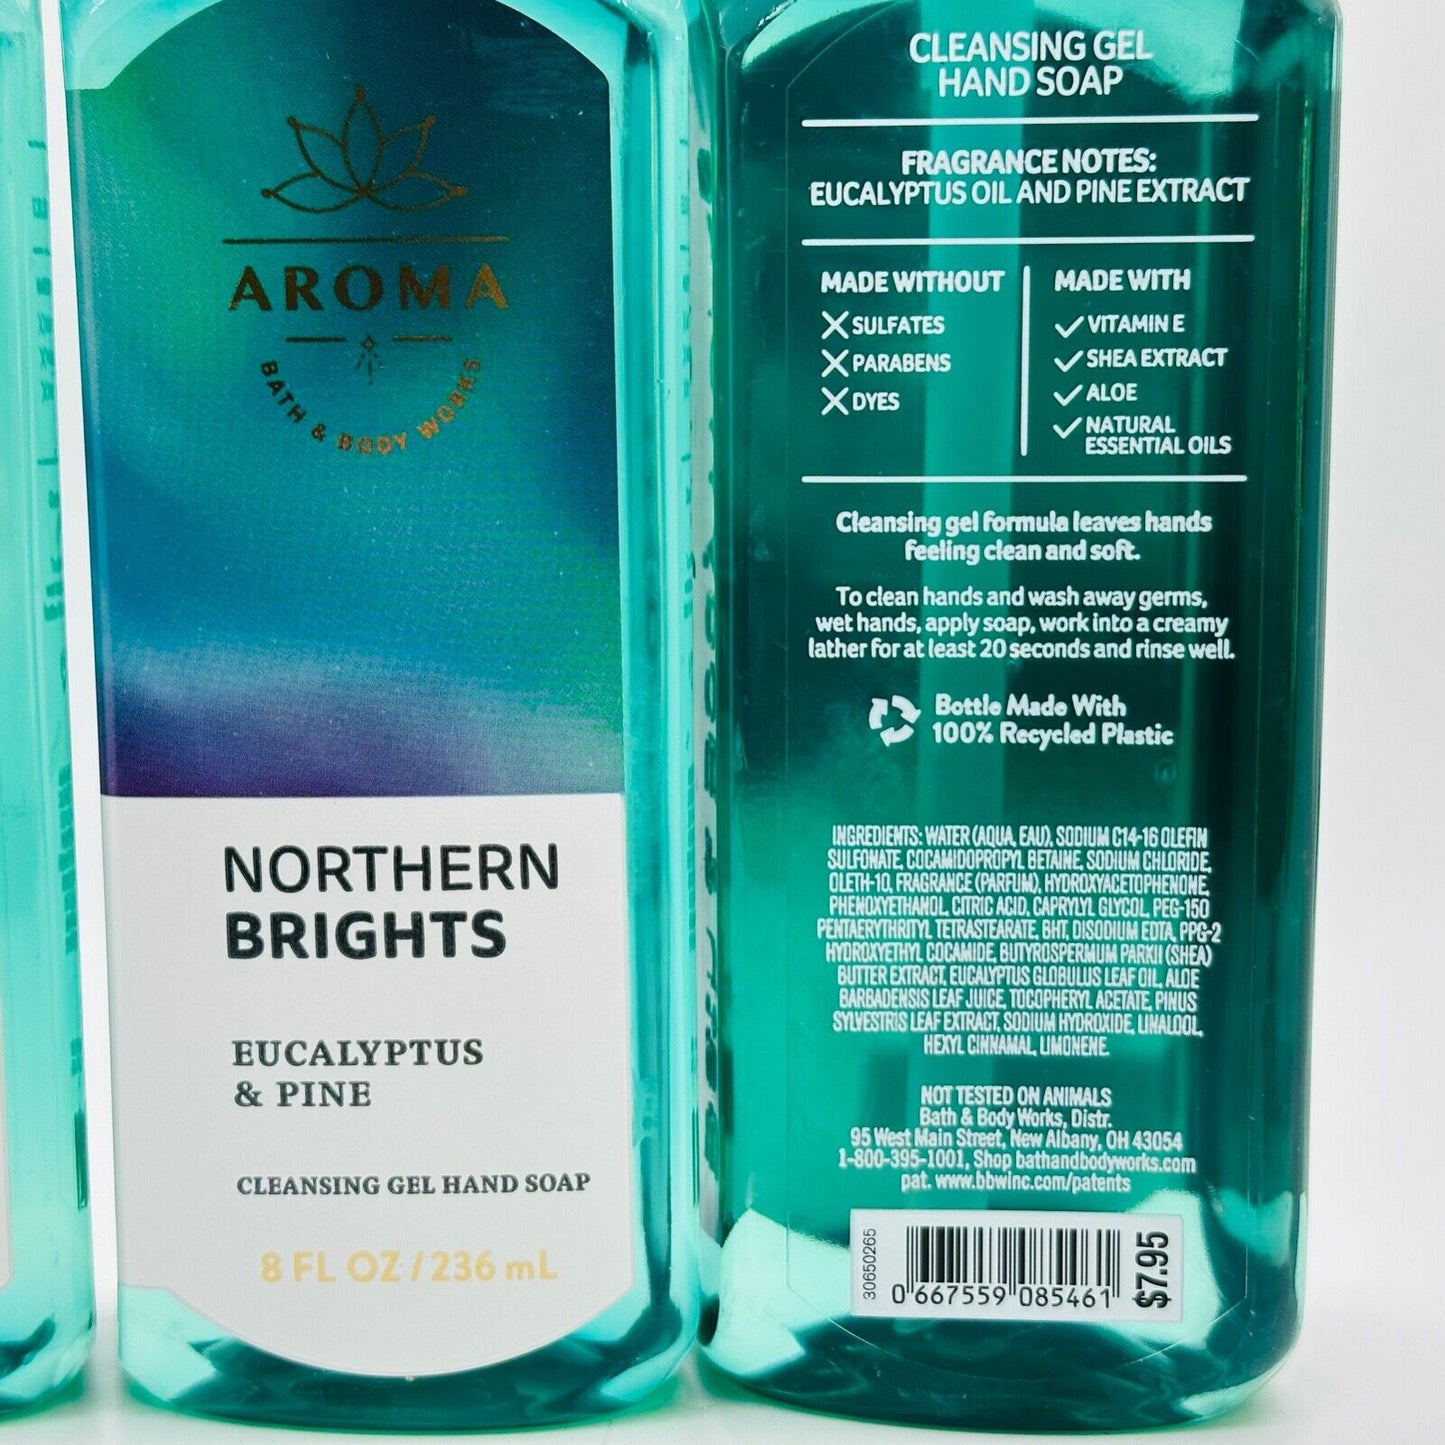 AROMA
BATH & BODY WORKS
NORTHERN
BRIGHTS
EUCALYPTUS
& PINE
CLEANSING GEL HAND SOAP
8 FL OZ / 236 mL
CLEANSING GEL
HAND SOAP
FRAGRANCE NOTES:
EUCALYPTUS OIL AND PINE EXTRACT
MADE WITHOUT
SULFATES
PARABENS
DYES
MADE WITH
VITAMIN E
SHEA EXTRACT
ALOE
NATURAL
ESSENTIAL OILS
Cleansing gel formula leaves hands
feeling clean and soft.
To clean hands and wash away germs,
wet hands, apply soap, work into a creamy
lather for at least 20 seconds and rinse well.
Bottle Made With
100% Recycled Plastic
INGREDIENTS: WATER (AQUA, EAU), SODIUM C14-16 OLEFIN
SULFONATE, COCAMIDOPROPYL BETAINE, SODIUM CHLORIDE,
OLETH-10, FRAGRANCE (PARFUM), HYDROXYACETOPHENONE,
PHENOXYETHANOL, CITRIC ACID, CAPRYLYL GLYCOL, PEG-150
PENTAERYTHRITYL TETRASTEARATE, BHT, DISODIUM EDTA, PPG-2
HYDROXYETHYL COCAMIDE, BUTYROSPERMUM PARKII (SHEA)
BUTTER EXTRACT, EUCALYPTUS GLOBULUS LEAF OIL, ALOE
BARBADENSIS LEAF JUICE, TOCOPHERYL ACETATE, PINUS
SYLVESTRIS LEAF EXTRACT, SODIUM HYDROXIDE, LINALOOL,
HEXYL CINNAMAL, LIMONENE.
NOT TESTED ON ANIMALS
Bath & Body Works, Distr.
95 West Main Street, New Albany, OH 43054
1-800-395-1001, Shop bathandbodyworks.com
pat. www.bbwinc.com/patents
30650265
0 667559 085461
$7.95